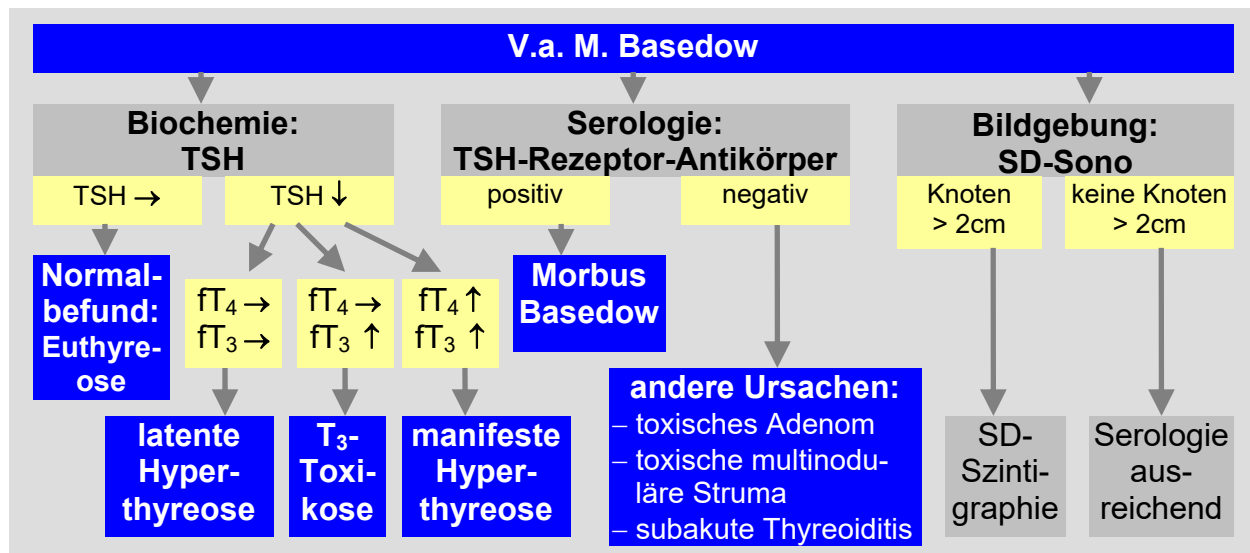 V.a. M. Basedow
Biochemie:
TSH
TSH →
TSH ↓
Normal-
befund:
Euthyre-
ose
fT₄ →
fT₃ →
fT₄ →
fT₃ ↑
fT₄ ↑
fT₃ ↑
latente
Hyper-
thyreose
T₃-
Toxi-
kose
manifeste
Hyper-
thyreose
Serologie:
TSH-Rezeptor-Antikörper
positiv
negativ
Morbus
Basedow
andere Ursachen:
– toxisches Adenom
– toxische multinodu-
läre Struma
– subakute Thyreoiditis
Bildgebung:
SD-Sono
Knoten
> 2cm
keine Knoten
> 2cm
SD-
Szinti-
graphie
Serologie
aus-
reichend